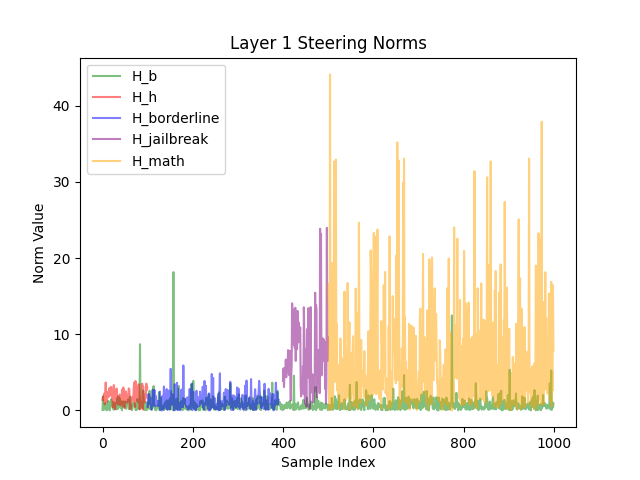 Layer 1 Steering Norms
H_b
H_h
H_borderline
H_jailbreak
H_math
Norm Value
40
30
20
10
0
0 200 400 600 800 1000
Sample Index